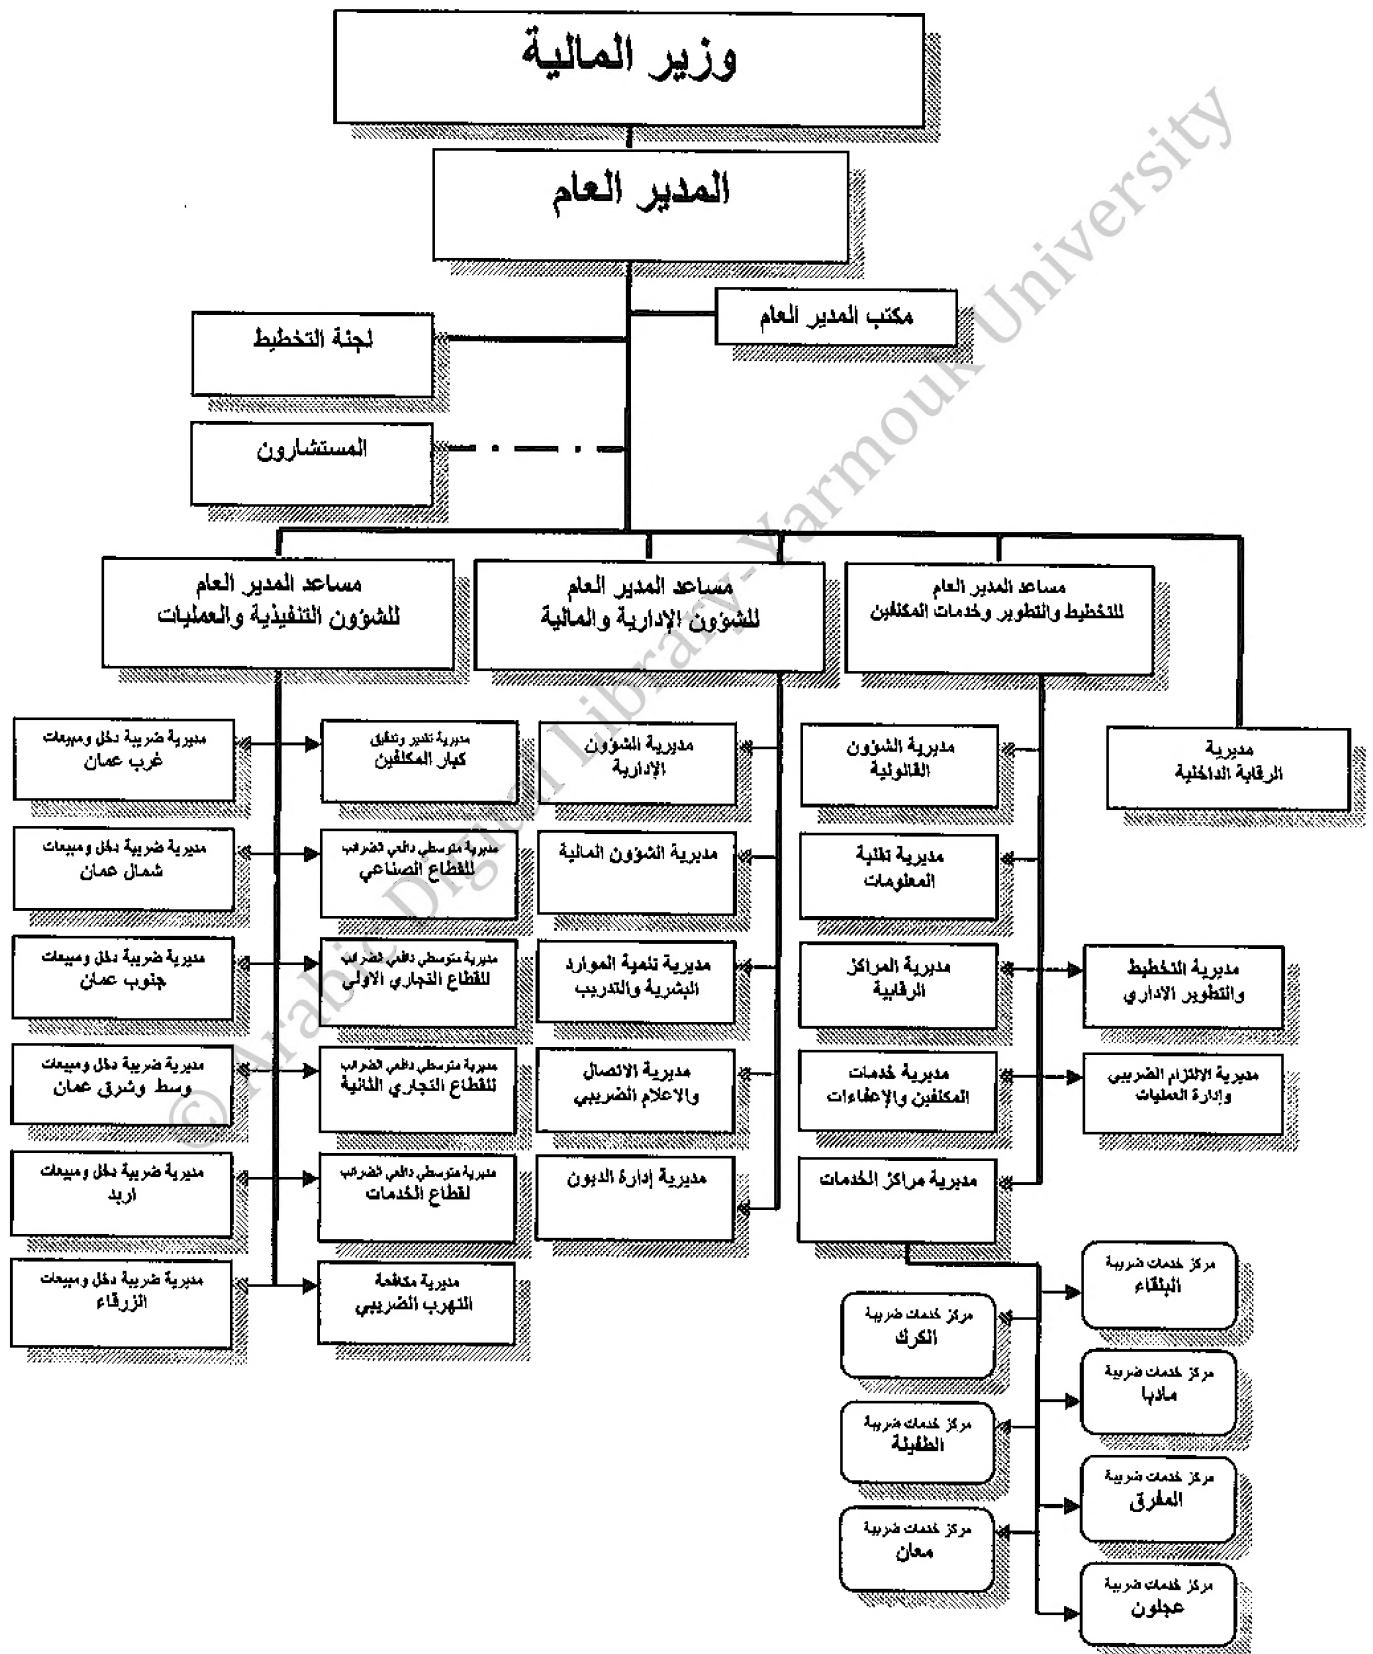 وزير المالية
المدير العام
مكتب المدير العام
لجنة التخطيط
المستشارون
مساعد المدير العام
للتخطيط والتطوير وخدمات المكلفين
مساعد المدير العام
للشؤون الإدارية والمالية
مساعد المدير العام
للشؤون التنفيذية والعمليات
مديرية
الرقابة الداخلية
مديرية الشؤون
القانونية
مديرية تقنية
المعلومات
مديرية المراكز
الرقابية
مديرية التخطيط
والتطوير الاداري
مديرية خدمات
المكلفين والإعفاءات
مديرية الالتزام الضريبي
وإدارة العمليات
مديرية مراكز الخدمات
مركز خدمات ضريبة
البلقاء
مركز خدمات ضريبة
الكرك
مركز خدمات ضريبة
مادبا
مركز خدمات ضريبة
الطفيلة
مركز خدمات ضريبة
المفرق
مركز خدمات ضريبة
معان
مركز خدمات ضريبة
عجلون
مديرية الشؤون
الإدارية
مديرية الشؤون المالية
مديرية تنمية الموارد
البشرية والتدريب
مديرية الاتصال
والاعلام الضريبي
مديرية إدارة الديون
مديرية تقدير وتدقيق
كبار المكلفين
مديرية متوسطي دافعي الضرائب
للقطاع الصناعي
مديرية متوسطي دافعي الضرائب
للقطاع التجاري الاولى
مديرية متوسطي دافعي الضرائب
للقطاع التجاري الثانية
مديرية متوسطي دافعي الضرائب
لقطاع الخدمات
مديرية مكافحة
التهرب الضريبي
مديرية ضريبة دخل ومبيعات
غرب عمان
مديرية ضريبة دخل ومبيعات
شمال عمان
مديرية ضريبة دخل ومبيعات
جنوب عمان
مديرية ضريبة دخل ومبيعات
وسط وشرق عمان
مديرية ضريبة دخل ومبيعات
اربد
مديرية ضريبة دخل ومبيعات
الزرقاء
© Arabic Digital Library-Yarmouk University